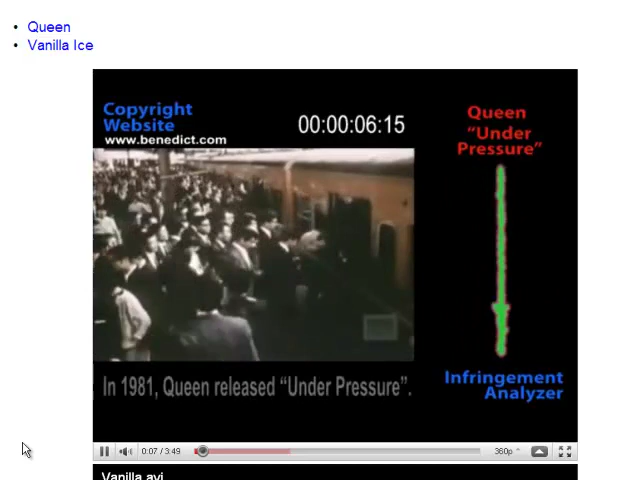 Queen
Vanilla Ice
Copyright
Website
www.benedict.com
00:00:06:15
Queen
"Under
Pressure"
In 1981, Queen released “Under Pressure”.
Infringement
Analyzer
0:07 / 3:49
360p
Vanilla.avi